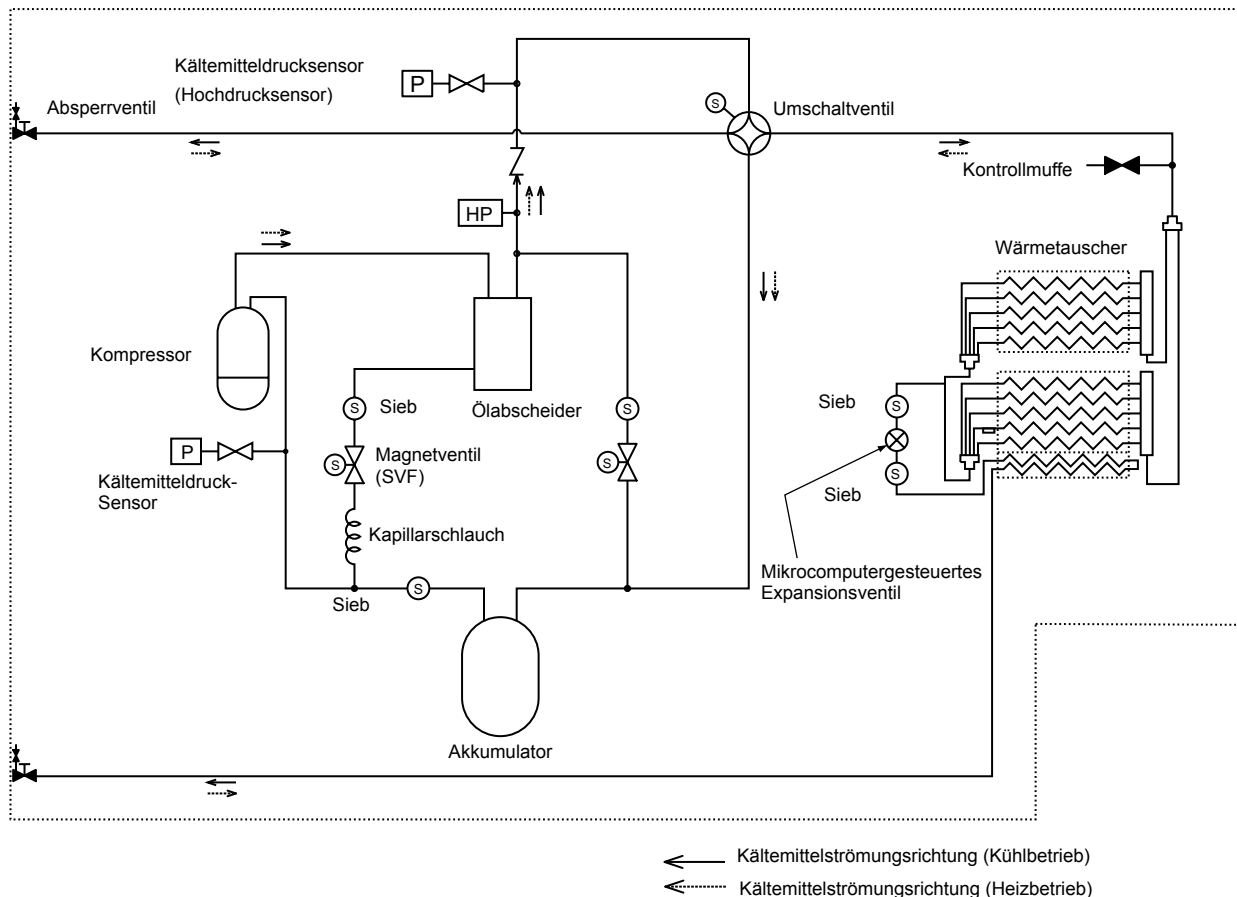 Kältemitteldrucksensor
(Hochdrucksensor)
P
Absperrventil
S
Umschaltventil
Kontrollmuffe
HP
Wärmetauscher
Kompressor
S
Sieb
Ölabscheider
S
Sieb
S
P
Kältemitteldruck-
Sensor
S
Magnetventil
(SVF)
S
Sieb
S
Kapillarschlauch
Sieb
S
Mikrocomputergesteuertes
Expansionsventil
Akkumulator
Kältemittelströmungsrichtung (Kühlbetrieb)
Kältemittelströmungsrichtung (Heizbetrieb)